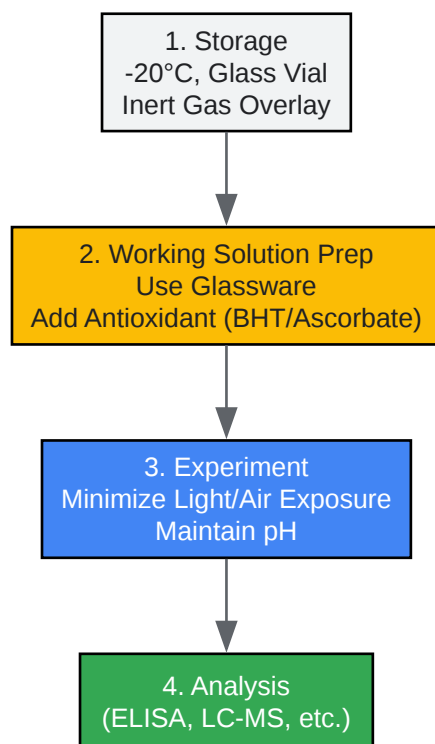 1. Storage
-20°C, Glass Vial
Inert Gas Overlay
2. Working Solution Prep
Use Glassware
Add Antioxidant (BHT/Ascorbate)
3. Experiment
Minimize Light/Air Exposure
Maintain pH
4. Analysis
(ELISA, LC-MS, etc.)